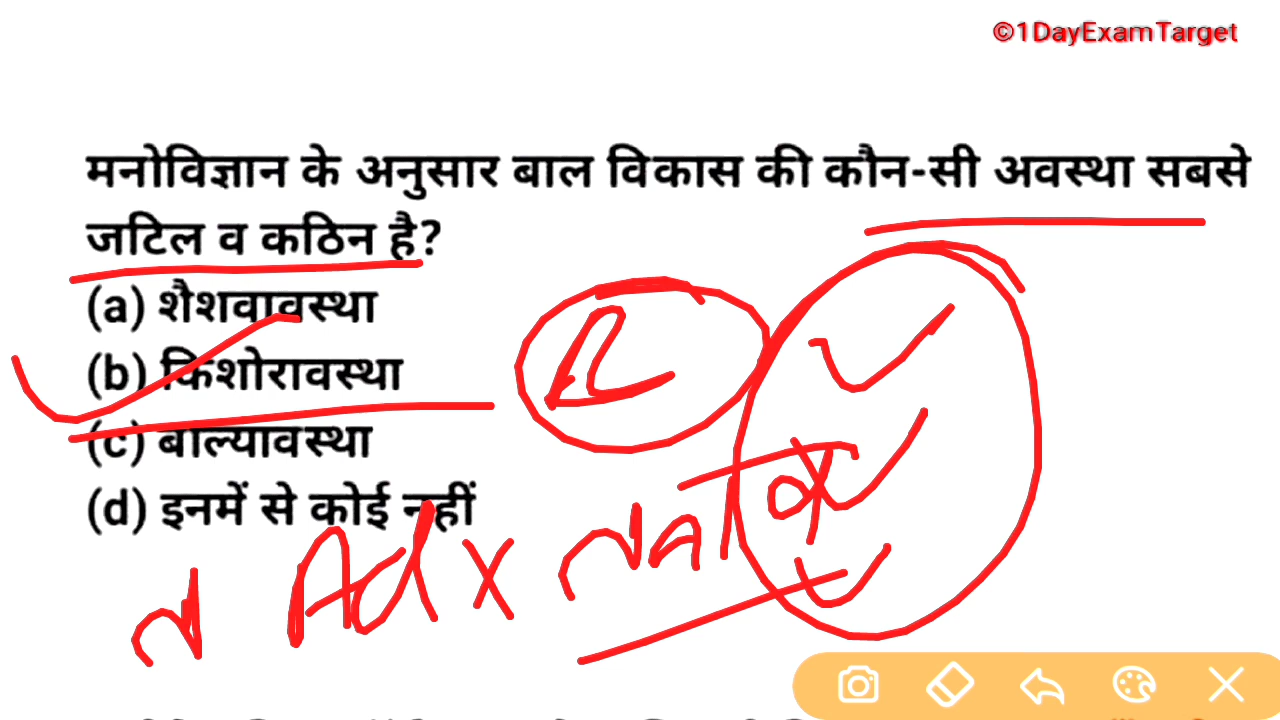 ©1DayExamTarget
मनोविज्ञान के अनुसार बाल विकास की कौन-सी अवस्था सबसे
जटिल व कठिन है?
(a) शैशवावस्था
(b) किशोरावस्था
(c) बाल्यावस्था
(d) इनमें से कोई नहीं